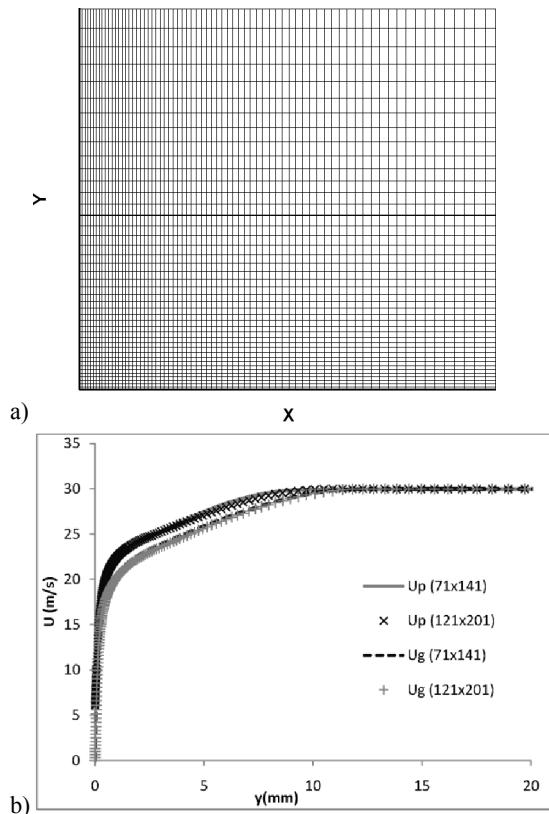 Y
a)
X
35
30
25
20
15
10
5
0
U (m/s)
Up (71x141)
Up (121x201)
Ug (71x141)
Ug (121x201)
0 5 10 15 20
y(mm)
b)